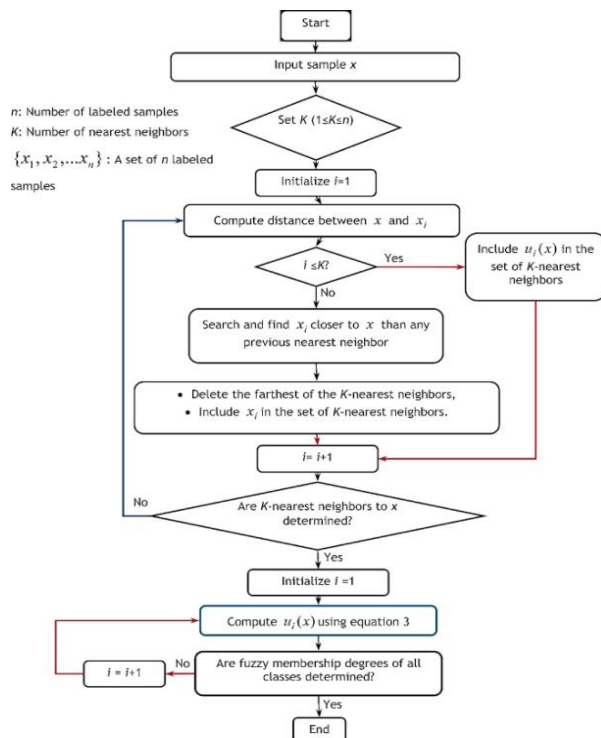 Start
Input sample x
n: Number of labeled samples
K: Number of nearest neighbors
{x₁, x₂,...xₙ} : A set of n labeled
samples
Set K (1≤K≤n)
Initialize i=1
Compute distance between x and xᵢ
i ≤K?
Yes
Include uᵢ(x) in the
set of K-nearest
neighbors
No
Search and find xᵢ closer to x than any
previous nearest neighbor
• Delete the farthest of the K-nearest neighbors,
• Include xᵢ in the set of K-nearest neighbors.
i= i+1
No
Are K-nearest neighbors to x
determined?
Yes
Initialize i =1
Compute uᵢ(x) using equation 3
i = i+1
No
Are fuzzy membership degrees of all
classes determined?
Yes
End